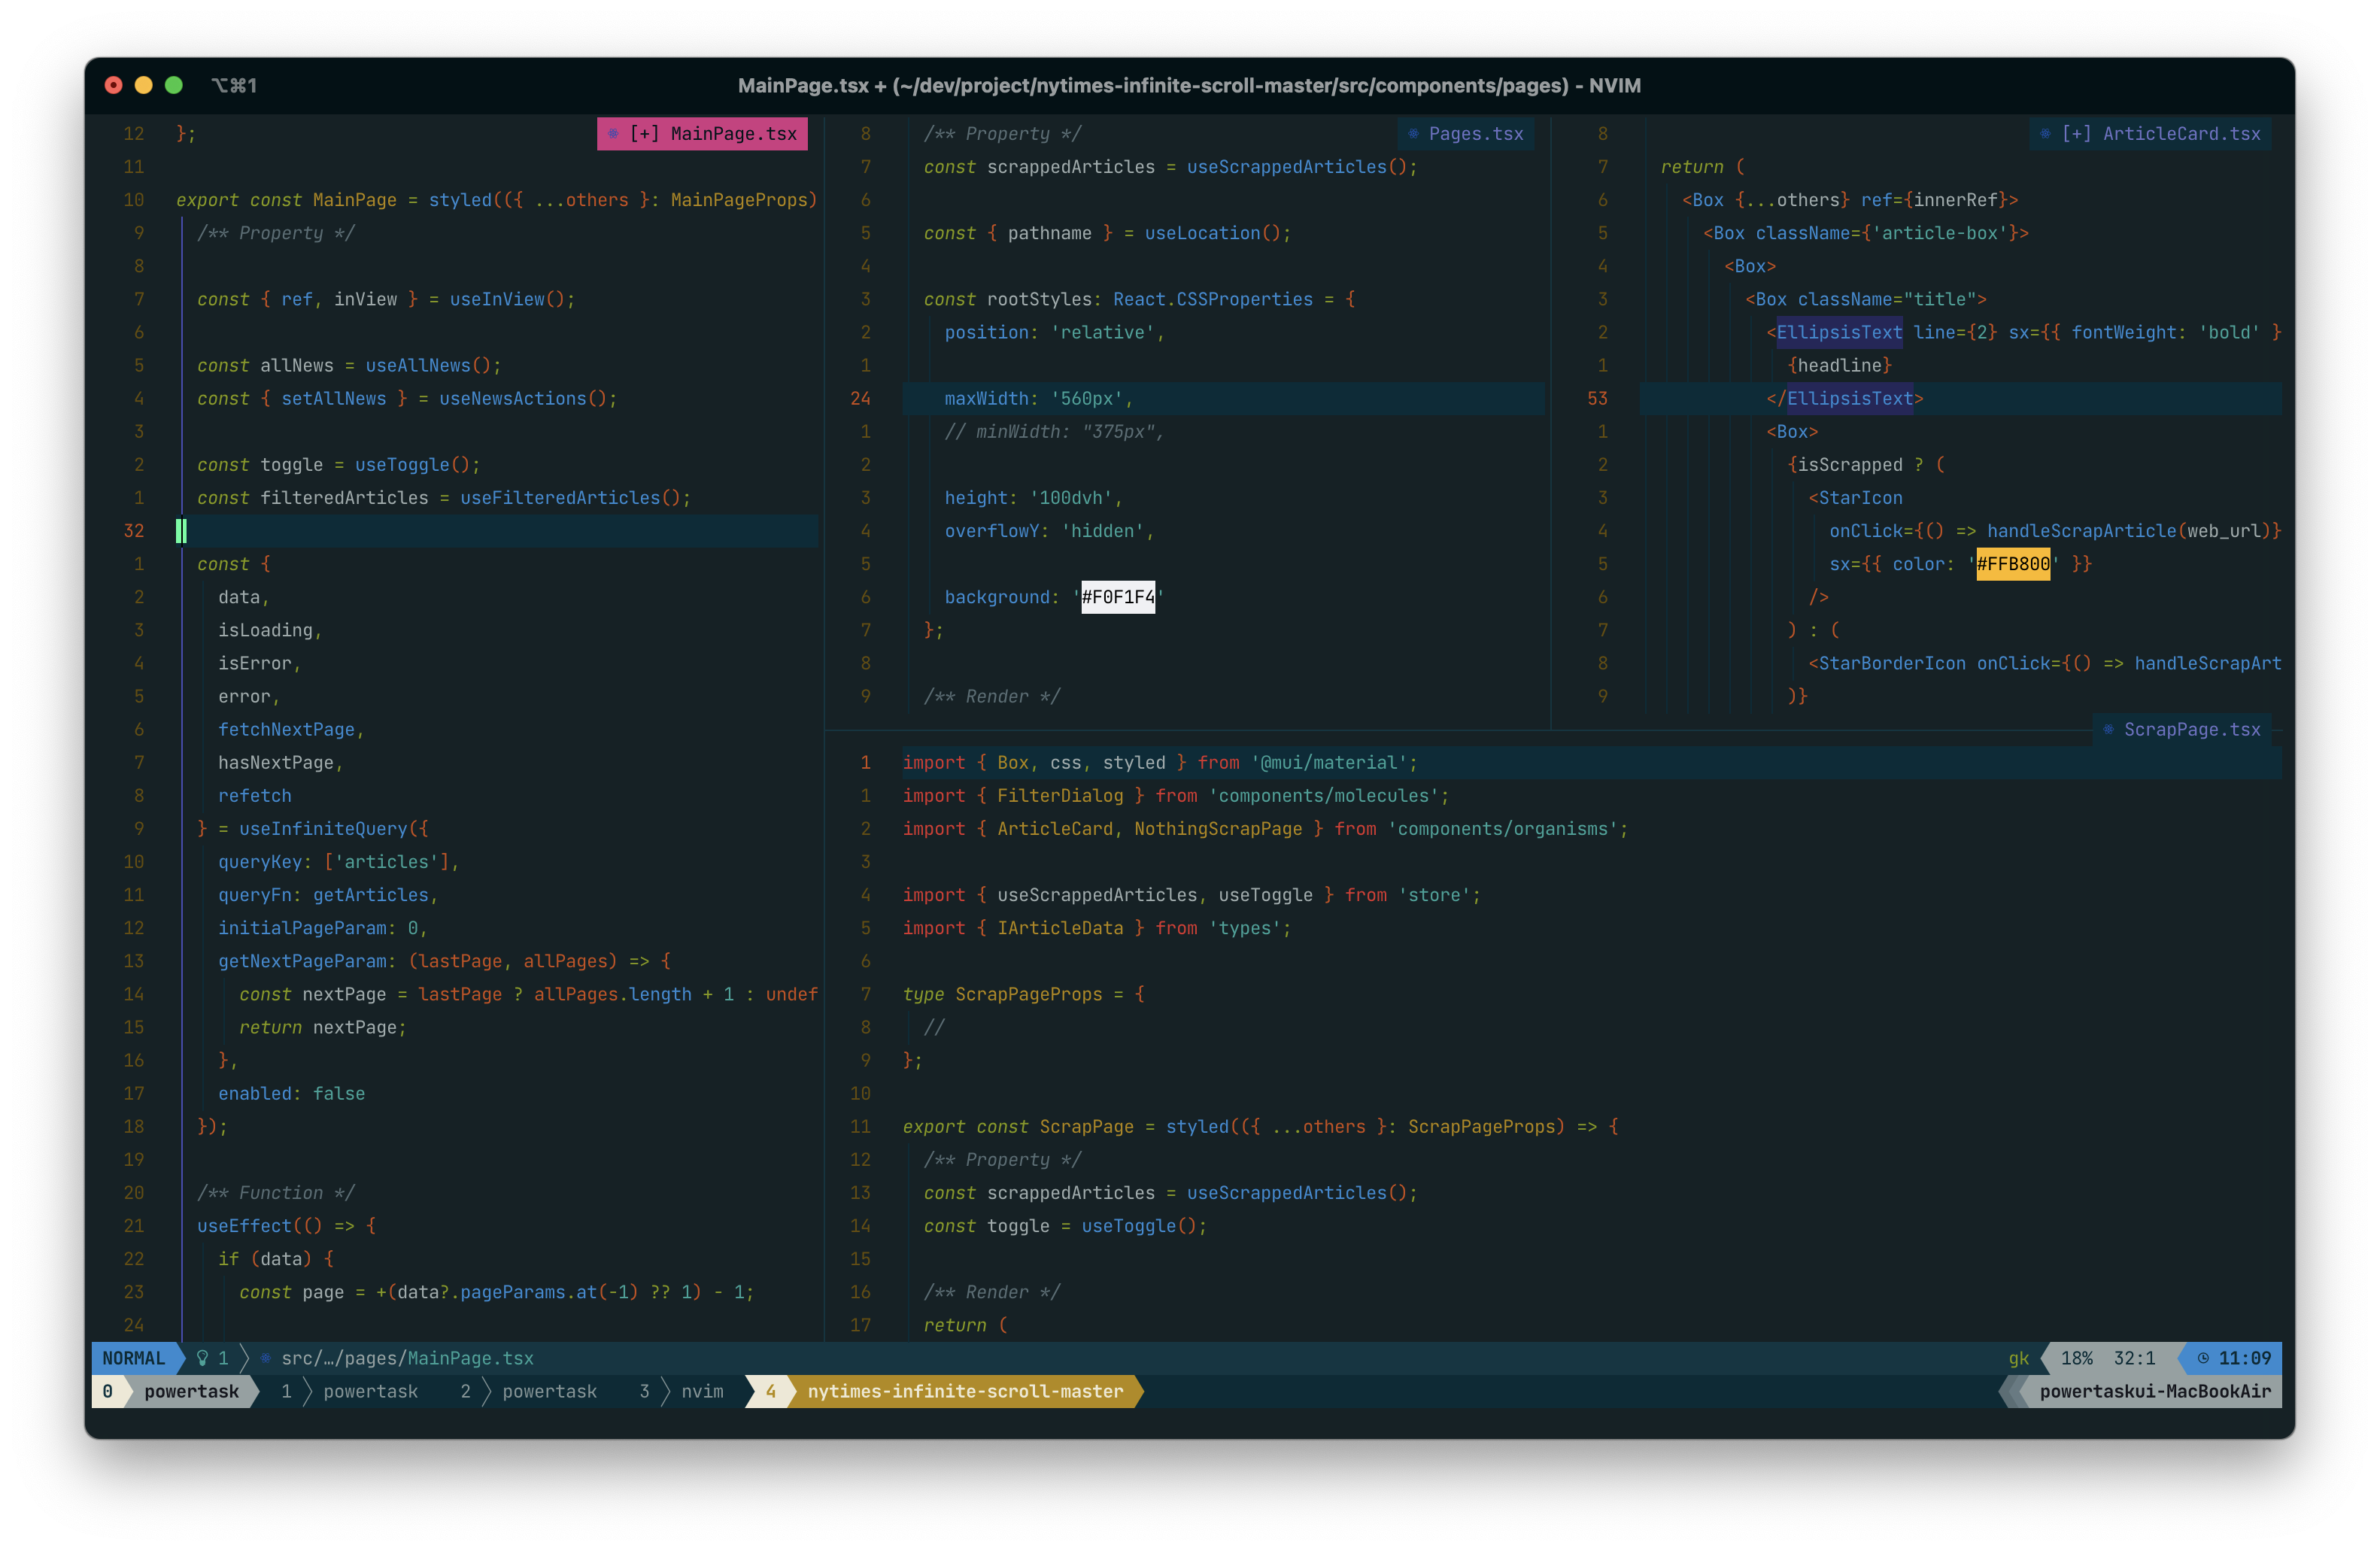 ⌥⌘1
MainPage.tsx + (~/dev/project/nytimes-infinite-scroll-master/src/components/pages) - NVIM
[+] MainPage.tsx
12 };
11
10 export const MainPage = styled(({ ...others }: MainPageProps)
9 /** Property */
8
7 const { ref, inView } = useInView();
6
5 const allNews = useAllNews();
4 const { setAllNews } = useNewsActions();
3
2 const toggle = useToggle();
1 const filteredArticles = useFilteredArticles();
32
1 const {
2 data,
3 isLoading,
4 isError,
5 error,
6 fetchNextPage,
7 hasNextPage,
8 refetch
9 } = useInfiniteQuery({
10 queryKey: ['articles'],
11 queryFn: getArticles,
12 initialPageParam: 0,
13 getNextPageParam: (lastPage, allPages) => {
14 const nextPage = lastPage ? allPages.length + 1 : undef
15 return nextPage;
16 },
17 enabled: false
18 });
19
20 /** Function */
21 useEffect(() => {
22 if (data) {
23 const page = +(data?.pageParams.at(-1) ?? 1) - 1;
24
Pages.tsx
8 /** Property */
7 const scrappedArticles = useScrappedArticles();
6
5 const { pathname } = useLocation();
4
3 const rootStyles: React.CSSProperties = {
2 position: 'relative',
1
24 maxWidth: '560px',
1 // minWidth: "375px",
2
3 height: '100dvh',
4 overflowY: 'hidden',
5
6 background: '#F0F1F4'
7 };
8
9 /** Render */
[+] ArticleCard.tsx
8
7 return (
6 <Box {...others} ref={innerRef}>
5 <Box className={'article-box'}>
4 <Box>
3 <Box className="title">
2 <EllipsisText line={2} sx={{ fontWeight: 'bold' }
1 {headline}
53 </EllipsisText>
1 <Box>
2 {isScrapped ? (
3 <StarIcon
4 onClick={() => handleScrapArticle(web_url)}
5 sx={{ color: '#FFB800' }}
6 />
7 ) : (
8 <StarBorderIcon onClick={() => handleScrapArt
9 )}
ScrapPage.tsx
1 import { Box, css, styled } from '@mui/material';
1 import { FilterDialog } from 'components/molecules';
2 import { ArticleCard, NothingScrapPage } from 'components/organisms';
3
4 import { useScrappedArticles, useToggle } from 'store';
5 import { IArticleData } from 'types';
6
7 type ScrapPageProps = {
8 //
9 };
10
11 export const ScrapPage = styled(({ ...others }: ScrapPageProps) => {
12 /** Property */
13 const scrappedArticles = useScrappedArticles();
14 const toggle = useToggle();
15
16 /** Render */
17 return (
NORMAL 1 src/…/pages/MainPage.tsx gk 18% 32:1 11:09
0 powertask 1 powertask 2 powertask 3 nvim 4 nytimes-infinite-scroll-master powertaskui-MacBookAir